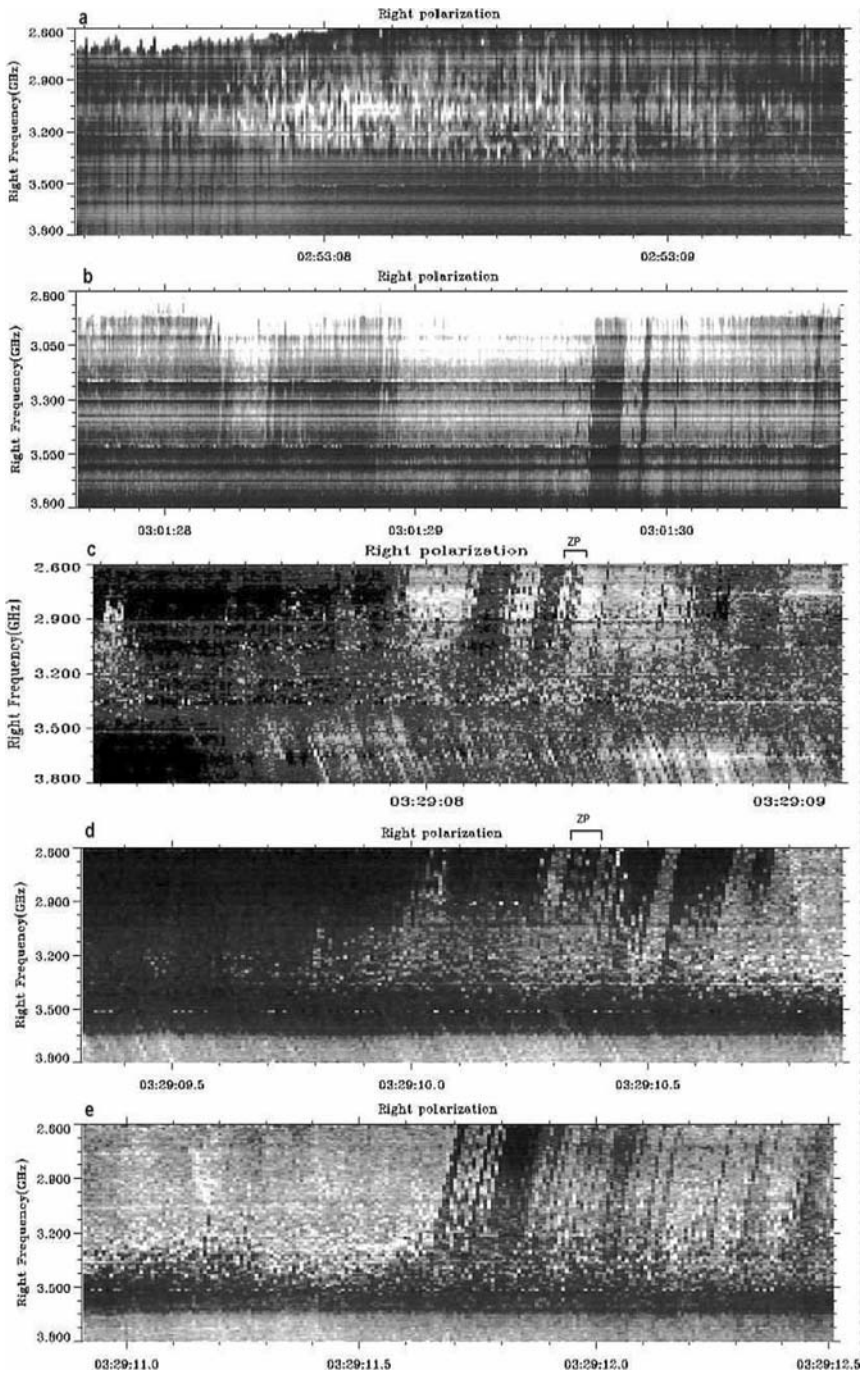 a
Right polarization
Right Frequency(GHz)
2.600
2.900
3.200
3.500
3.800
02:53:08 02:53:09
b
Right polarization
Right Frequency(GHz)
2.800
3.050
3.300
3.550
3.800
03:01:28 03:01:29 03:01:30
c
Right polarization
ZP
Right Frequency(GHz)
2.600
2.900
3.200
3.500
3.800
03:29:08 03:29:09
d
Right polarization
ZP
Right Frequency(GHz)
2.600
2.900
3.200
3.500
3.800
03:29:09.5 03:29:10.0 03:29:10.5
e
Right polarization
Right Frequency(GHz)
2.600
2.900
3.200
3.500
3.800
03:29:11.0 03:29:11.5 03:29:12.0 03:29:12.5